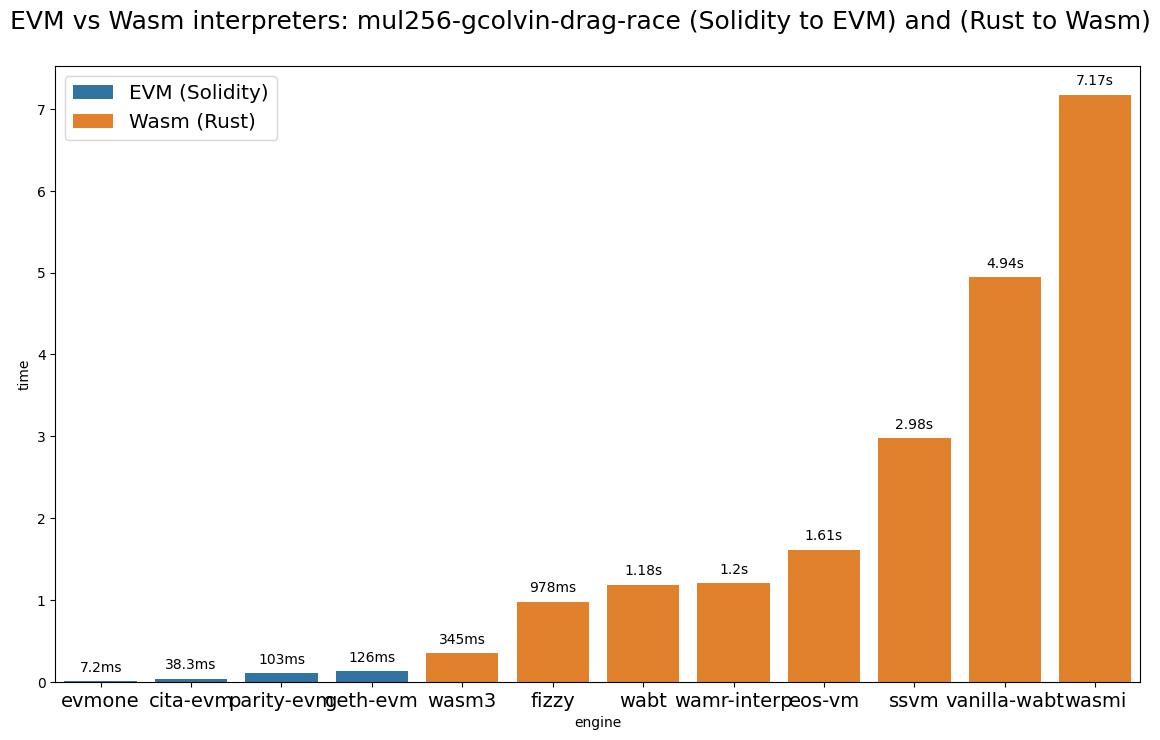 EVM vs Wasm interpreters: mul256-gcolvin-drag-race (Solidity to EVM) and (Rust to Wasm)
EVM (Solidity)
Wasm (Rust)
7.17s
4.94s
2.98s
1.61s
1.2s
1.18s
978ms
345ms
126ms
103ms
38.3ms
7.2ms
time
7
6
5
4
3
2
1
0
evmone cita-evm parity-evm geth-evm wasm3 fizzy wabt wamr-interp eos-vm ssvm vanilla-wabt wasmi
engine